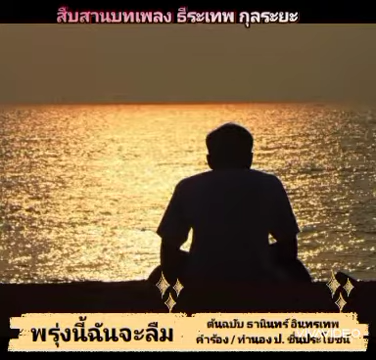 สืบสานบทเพลง ธีระเทพ กุลระยะ
พรุ่งนี้ฉันจะลืม
ต้นฉบับ ธานินทร์ อินทรเทพ
คำร้อง / ทำนอง ป. ชื่นประโยชน์